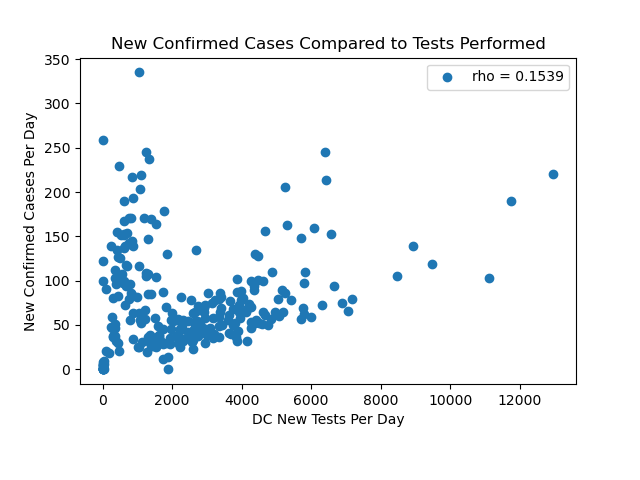 New Confirmed Cases Compared to Tests Performed
rho = 0.1539
New Confirmed Caeses Per Day
350
300
250
200
150
100
50
0
0 2000 4000 6000 8000 10000 12000
DC New Tests Per Day